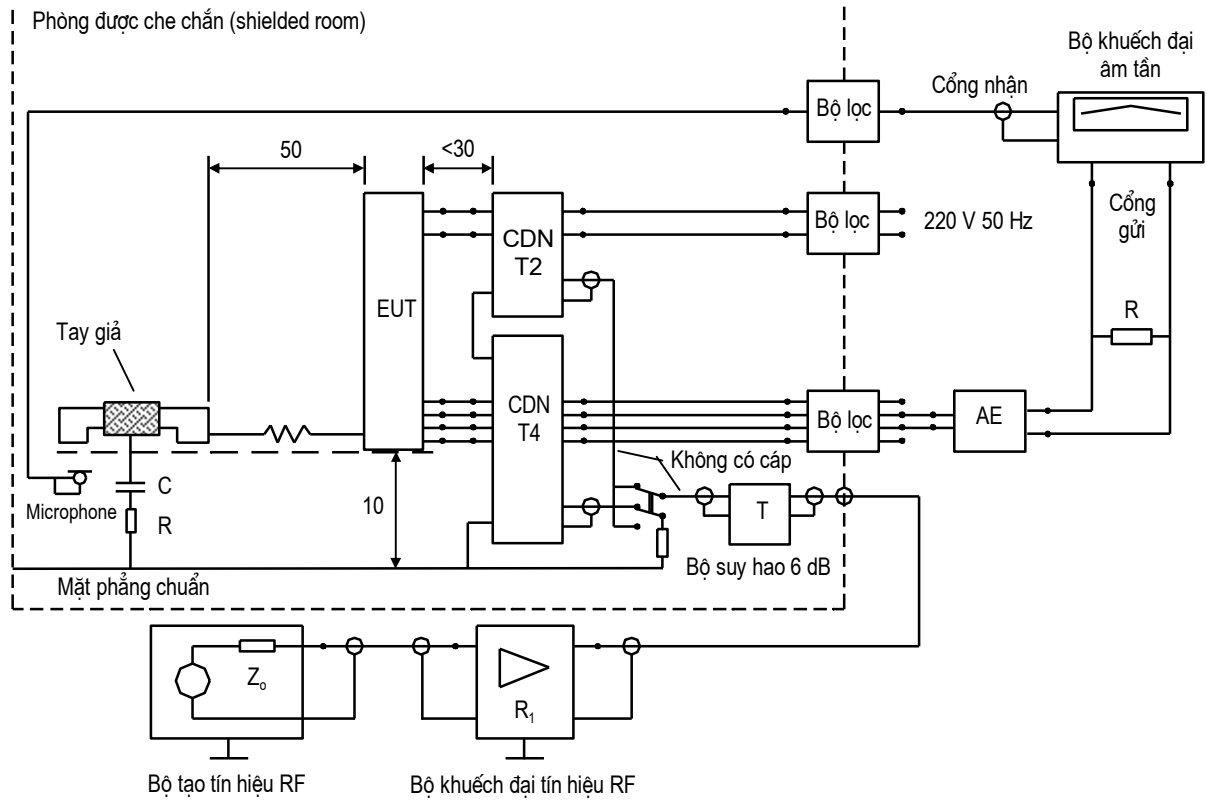 Phòng được che chắn (shielded room)
Bộ khuếch đại
âm tần
Cổng nhận
Bộ lọc
50
<30
Cổng
gửi
Bộ lọc
220 V 50 Hz
CDN
T2
EUT
R
Tay giả
CDN
T4
Bộ lọc
AE
Không có cáp
Microphone
C
R
10
T
Bộ suy hao 6 dB
Mặt phẳng chuẩn
Zo
R1
Bộ tạo tín hiệu RF
Bộ khuếch đại tín hiệu RF